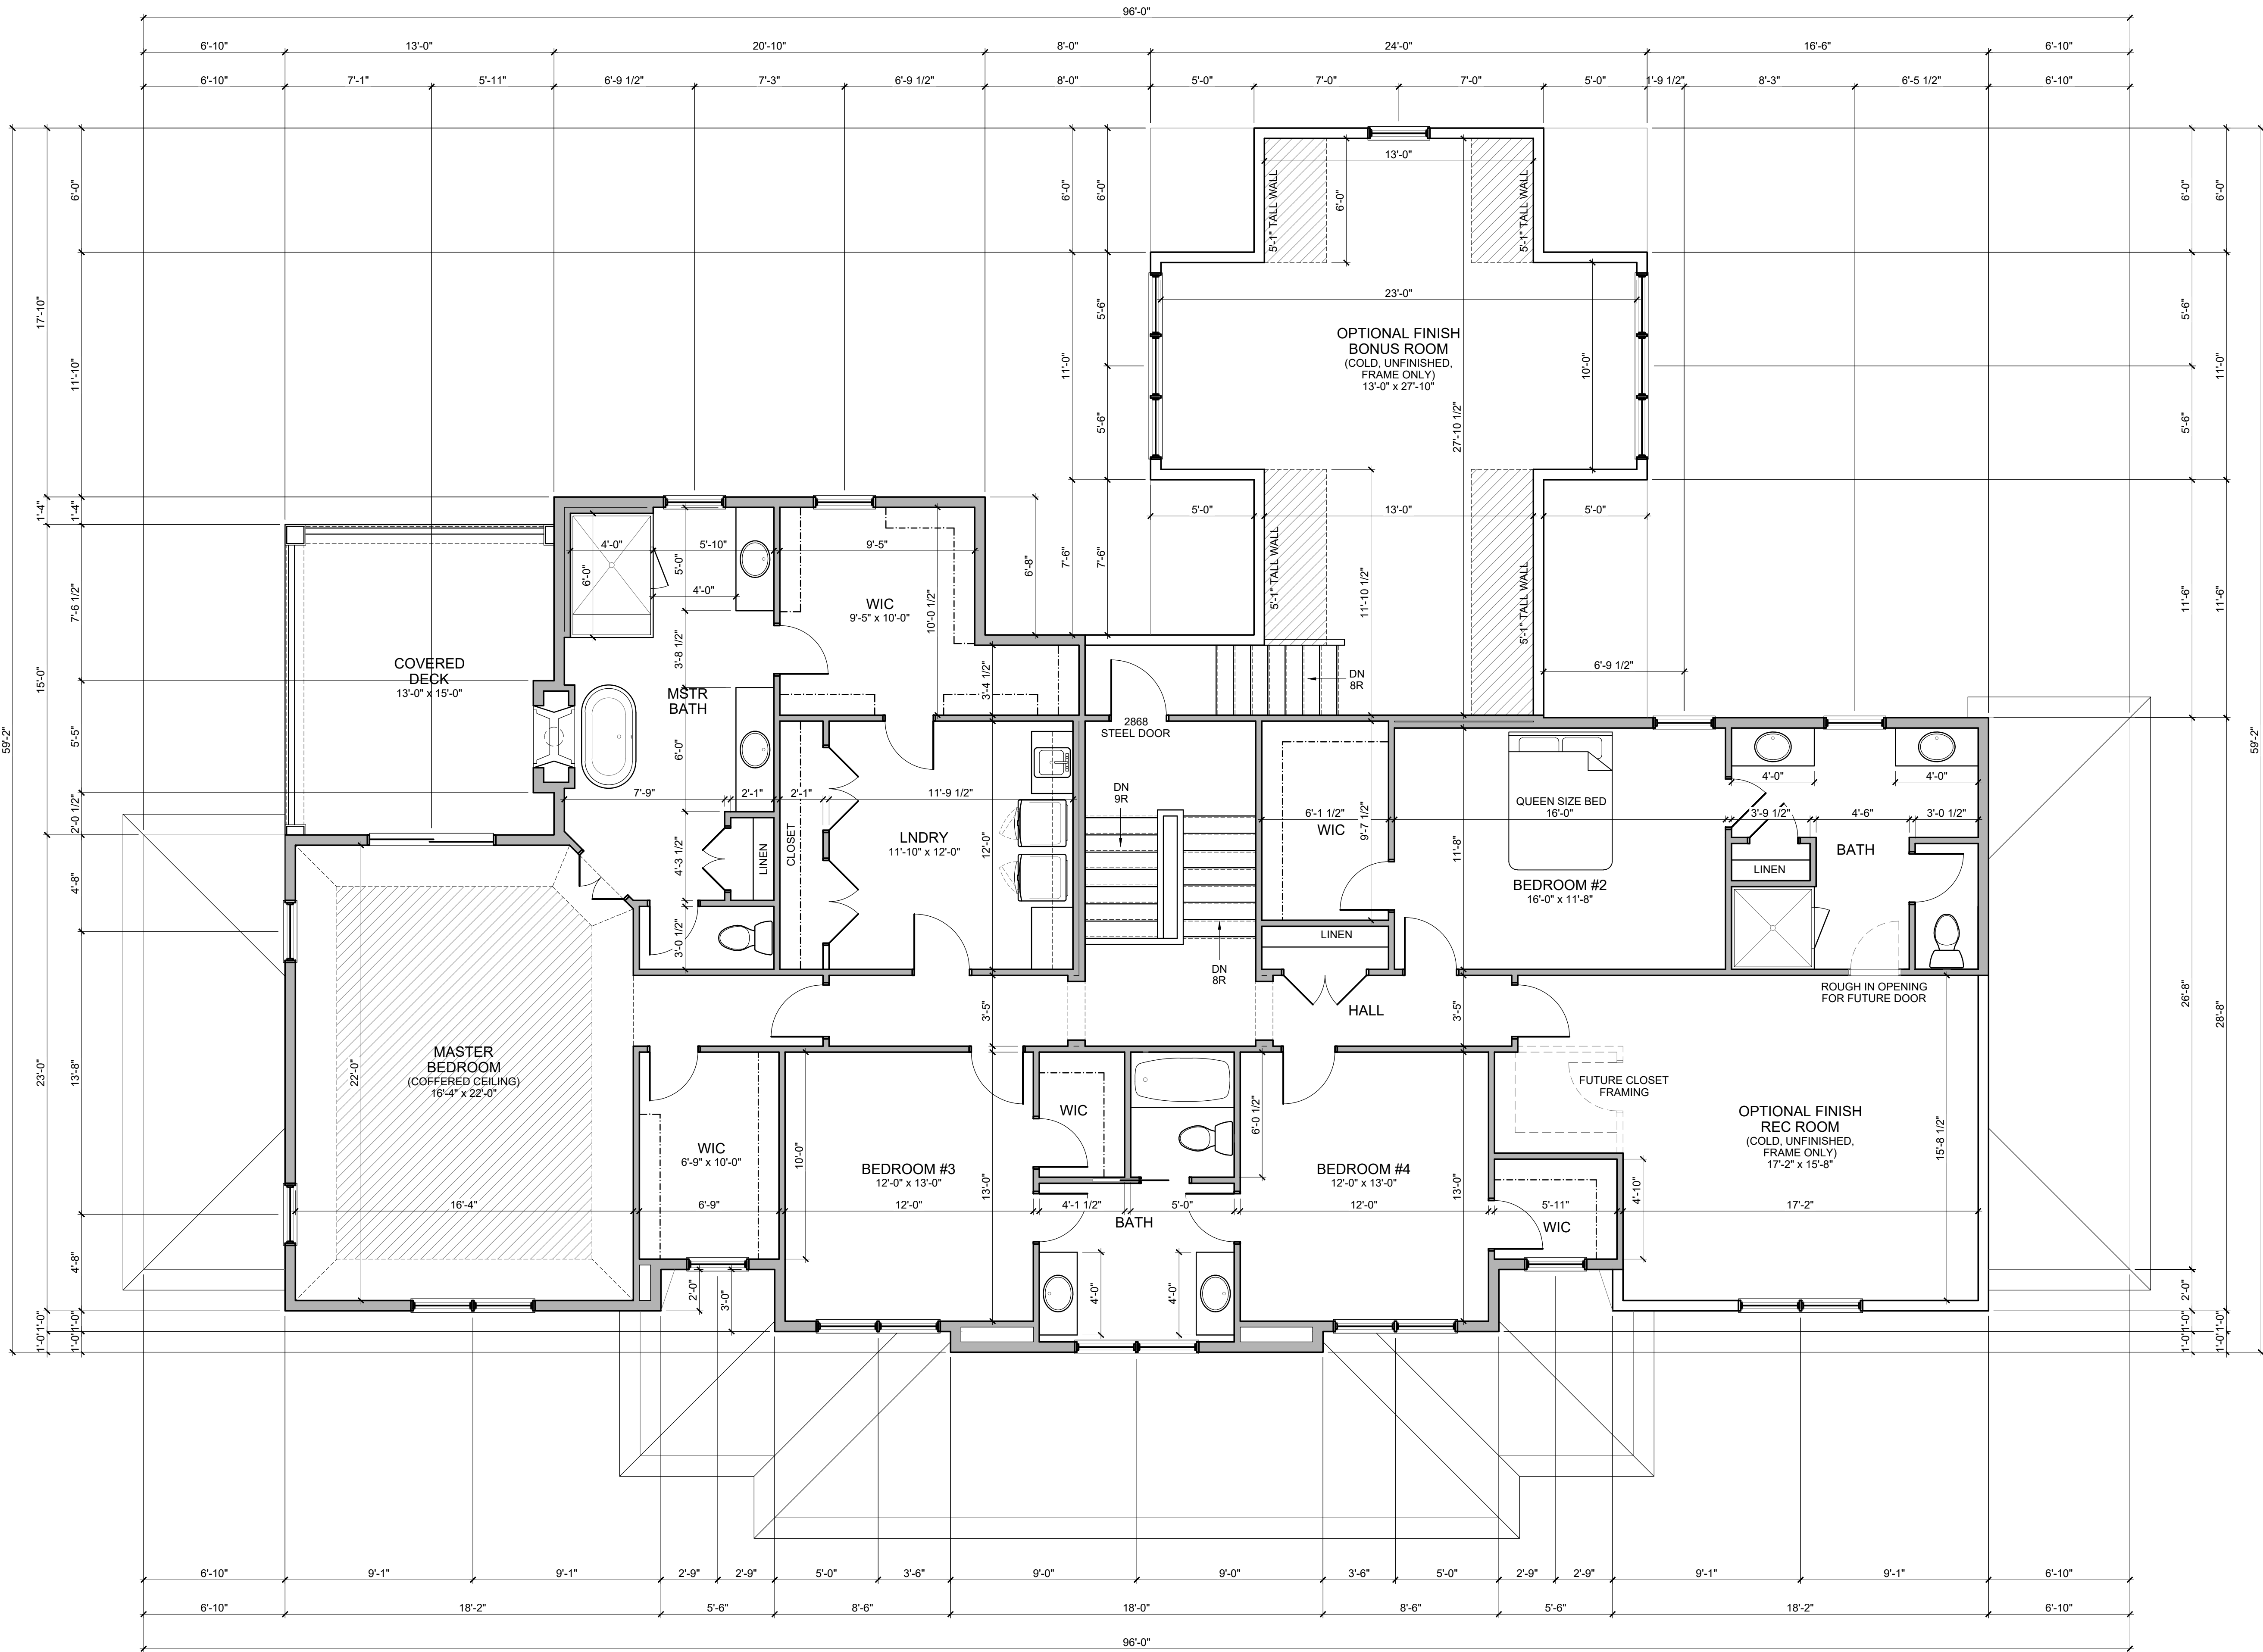 96'-0"
6'-10" 13'-0" 20'-10" 8'-0" 24'-0" 16'-6" 6'-10"
6'-10" 7'-1" 5'-11" 6'-9 1/2" 7'-3" 6'-9 1/2" 8'-0" 5'-0" 7'-0" 7'-0" 5'-0" 1'-9 1/2" 8'-3" 6'-5 1/2" 6'-10"
59'-2"
17'-10"
1'-4"
15'-0"
23'-0"
1'-0"
1'-0"
6'-0"
11'-10"
1'-4"
7'-6 1/2"
5'-5"
2'-0 1/2"
4'-8"
13'-8"
4'-8"
1'-0"
1'-0"
6'-0"
11'-0"
7'-6"
6'-0"
5'-6"
5'-6"
7'-6"
6'-8"
13'-0"
6'-0"
5'-1" TALL WALL
5'-1" TALL WALL
23'-0"
OPTIONAL FINISH
BONUS ROOM
(COLD, UNFINISHED,
FRAME ONLY)
13'-0" x 27'-10"
10'-0"
27'-10 1/2"
5'-0" 13'-0" 5'-0"
5'-1" TALL WALL
5'-1" TALL WALL
11'-10 1/2"
6'-9 1/2"
DN
8R
COVERED
DECK
13'-0" x 15'-0"
4'-0" 5'-10"
6'-0"
5'-0"
4'-0"
3'-8 1/2"
MSTR
BATH
6'-0"
7'-9" 2'-1" 2'-1" 11'-9 1/2"
4'-3 1/2"
LINEN
3'-0 1/2"
9'-5"
WIC
9'-5" x 10'-0"
10'-0 1/2"
3'-4 1/2"
CLOSET
LNDRY
11'-10" x 12'-0"
12'-0"
2868
STEEL DOOR
DN
9R
DN
8R
6'-1 1/2"
WIC
9'-7 1/2"
LINEN
11'-8"
QUEEN SIZE BED
16'-0"
BEDROOM #2
16'-0" x 11'-8"
4'-0" 4'-0"
3'-9 1/2" 4'-6" 3'-0 1/2"
BATH
LINEN
ROUGH IN OPENING
FOR FUTURE DOOR
3'-5"
HALL
3'-5"
MASTER
BEDROOM
(COFFERED CEILING)
16'-4" x 22'-0"
22'-0"
16'-4"
WIC
6'-9" x 10'-0"
6'-9"
10'-0"
2'-0"
3'-0"
BEDROOM #3
12'-0" x 13'-0"
12'-0"
13'-0"
WIC
4'-1 1/2" 5'-0"
BATH
4'-0"
4'-0"
6'-0 1/2"
BEDROOM #4
12'-0" x 13'-0"
12'-0"
13'-0"
FUTURE CLOSET
FRAMING
5'-11"
WIC
4'-10"
OPTIONAL FINISH
REC ROOM
(COLD, UNFINISHED,
FRAME ONLY)
17'-2" x 15'-8"
17'-2"
15'-8 1/2"
6'-0"
5'-6"
5'-6"
11'-6"
26'-8"
2'-0"
1'-0"
1'-0"
6'-0"
11'-0"
11'-6"
28'-8"
1'-0"
1'-0"
59'-2"
6'-10" 9'-1" 9'-1" 2'-9" 2'-9" 5'-0" 3'-6" 9'-0" 9'-0" 3'-6" 5'-0" 2'-9" 2'-9" 9'-1" 9'-1" 6'-10"
6'-10" 18'-2" 5'-6" 8'-6" 18'-0" 8'-6" 5'-6" 18'-2" 6'-10"
96'-0"